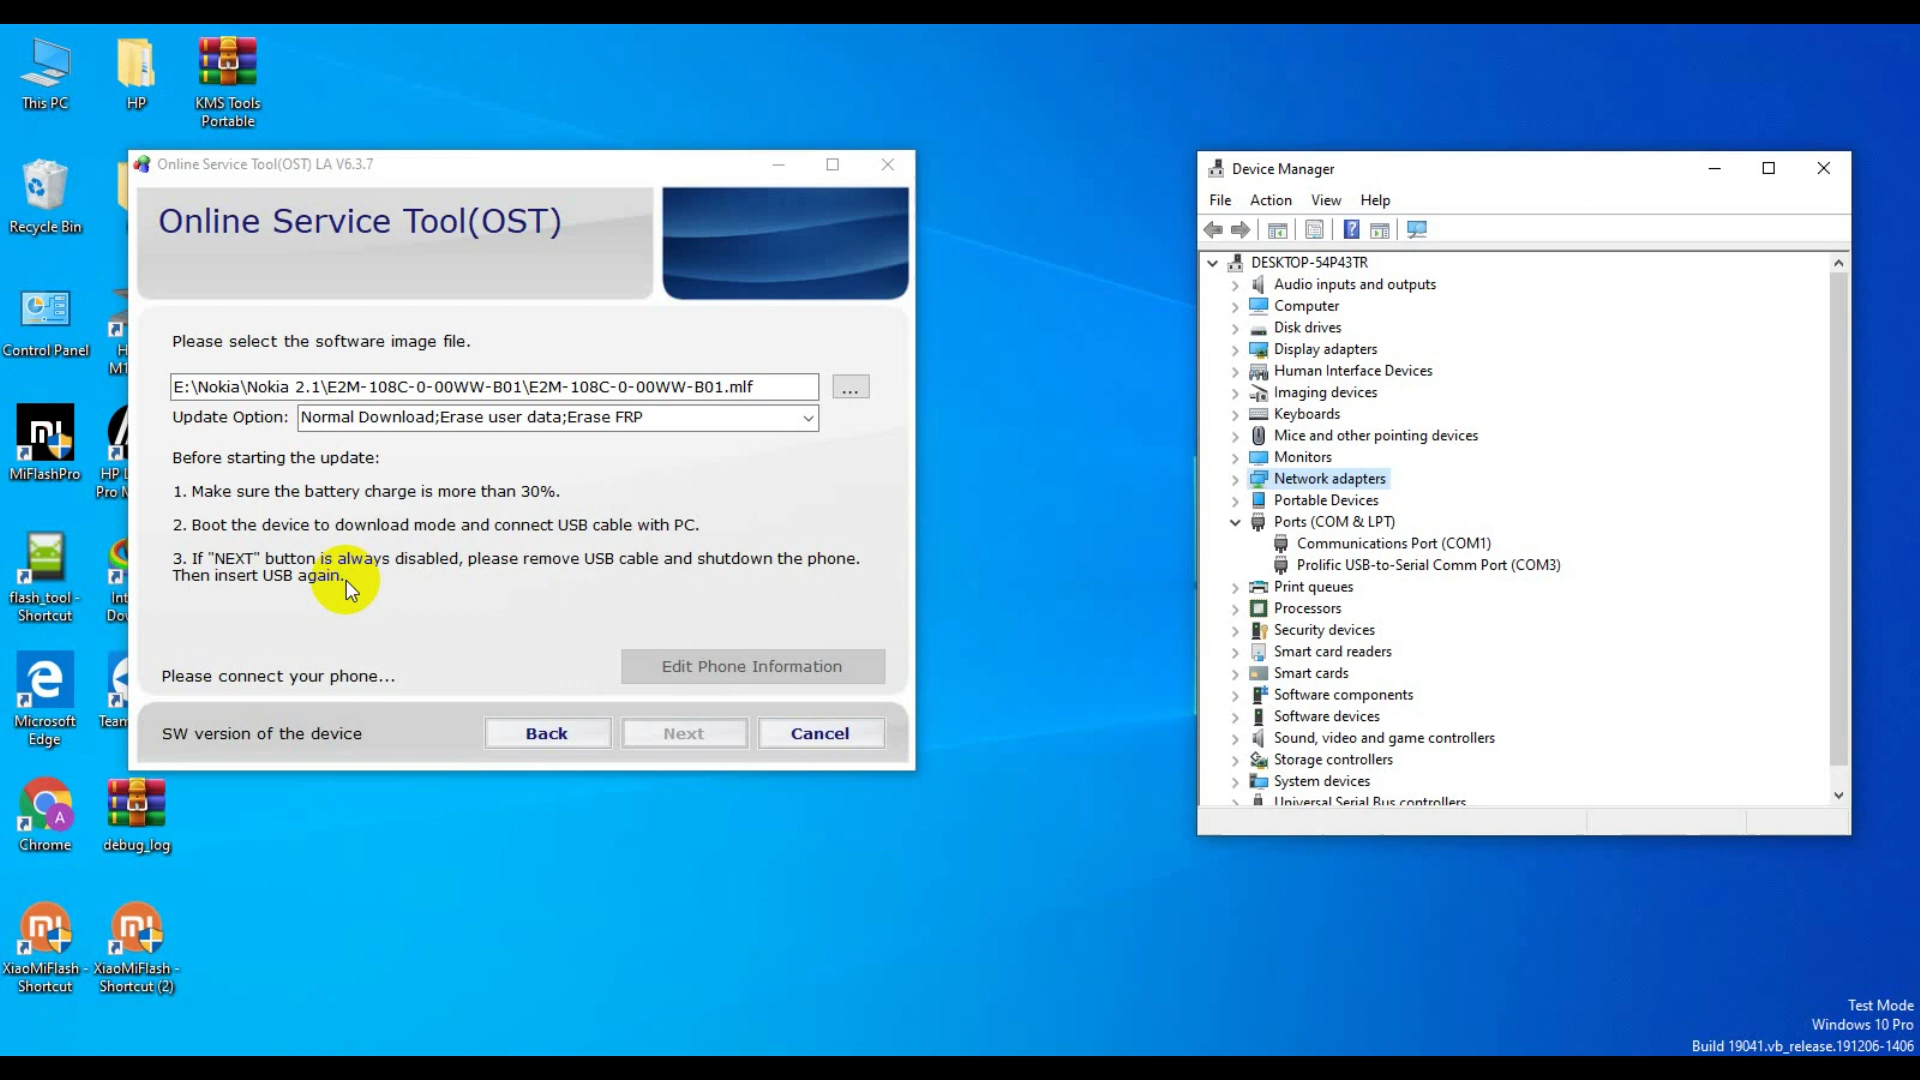 This PC
HP
KMS Tools
Portable
Recycle Bin
Control Panel
H
M1
MiFlashPro
HP L
Pro M
flash_tool -
Shortcut
Int
Dov
Microsoft
Edge
Team
Chrome
debug_log
XiaoMiFlash -
Shortcut
XiaoMiFlash -
Shortcut (2)
Online Service Tool(OST) LA V6.3.7
Online Service Tool(OST)
Please select the software image file.
E:\Nokia\Nokia 2.1\E2M-108C-0-00WW-B01\E2M-108C-0-00WW-B01.mlf
...
Update Option: Normal Download;Erase user data;Erase FRP
Before starting the update:
1. Make sure the battery charge is more than 30%.
2. Boot the device to download mode and connect USB cable with PC.
3. If "NEXT" button is always disabled, please remove USB cable and shutdown the phone.
Then insert USB again.
Please connect your phone...
Edit Phone Information
SW version of the device
Back
Next
Cancel
Device Manager
File Action View Help
DESKTOP-54P43TR
Audio inputs and outputs
Computer
Disk drives
Display adapters
Human Interface Devices
Imaging devices
Keyboards
Mice and other pointing devices
Monitors
Network adapters
Portable Devices
Ports (COM & LPT)
Communications Port (COM1)
Prolific USB-to-Serial Comm Port (COM3)
Print queues
Processors
Security devices
Smart card readers
Smart cards
Software components
Software devices
Sound, video and game controllers
Storage controllers
System devices
Universal Serial Bus controllers
Test Mode
Windows 10 Pro
Build 19041.vb_release.191206-1406